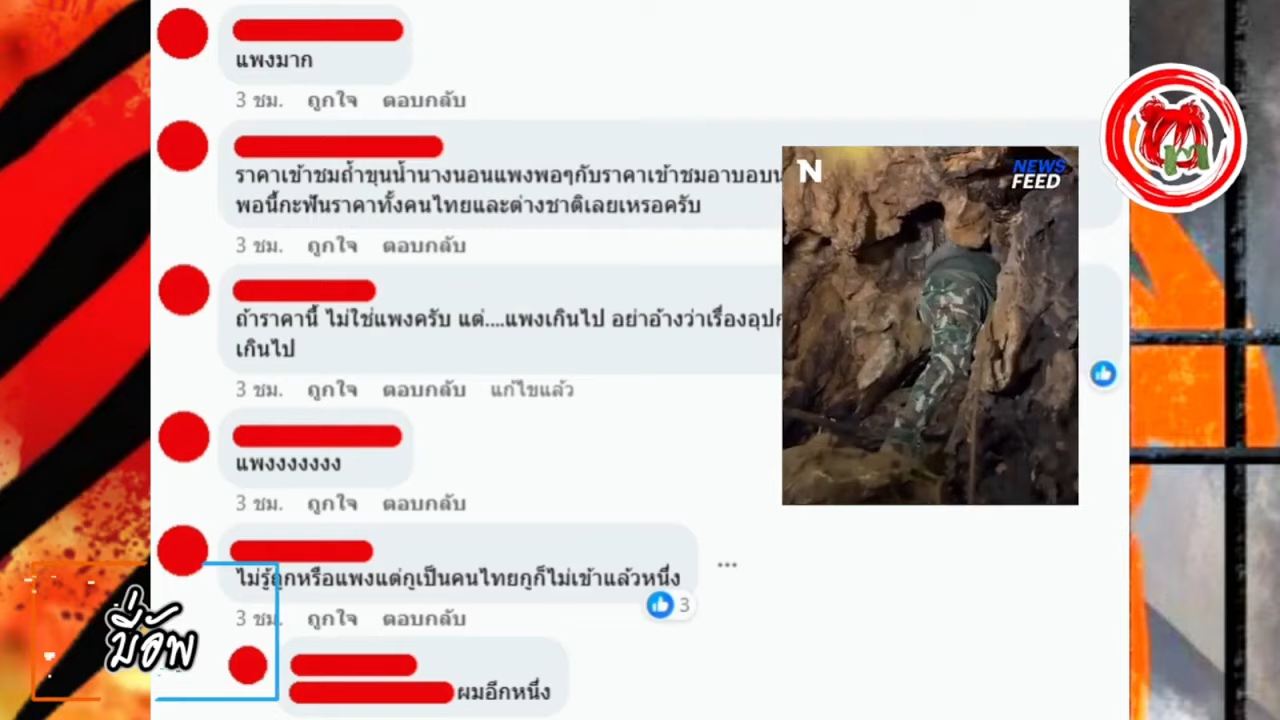 แพงมาก
3 ชม. ถูกใจ ตอบกลับ
ราคาเข้าชมถ้ำขุนน้ำนางนอนแพงพอๆกับราคาเข้าชมอาบอบน
พอนี้กะฟันราคาทั้งคนไทยและต่างชาติเลยเหรอครับ
3 ชม. ถูกใจ ตอบกลับ
ถ้าราคานี้ ไม่ใช่แพงครับ แต่....แพงเกินไป อย่าอ้างว่าเรื่องอุปก
เกินไป
3 ชม. ถูกใจ ตอบกลับ แก้ไขแล้ว
แพงงงงงงง
3 ชม. ถูกใจ ตอบกลับ
ไม่รู้ถูกหรือแพงแต่กูเป็นคนไทยกูก็ไม่เข้าแล้วหนึ่ง
3 ชม. ถูกใจ ตอบกลับ
3
ผมอีกหนึ่ง
N
NEWS
FEED
บี่อัพ